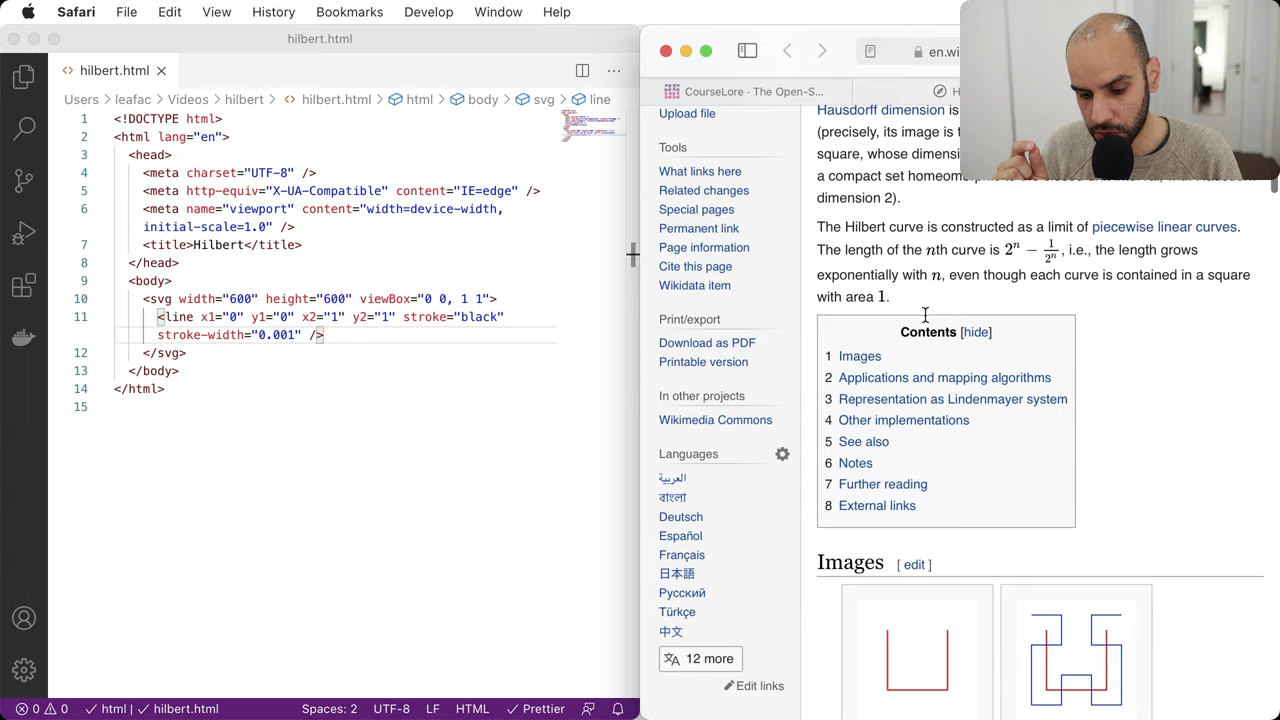 Safari File Edit View History Bookmarks Develop Window Help
hilbert.html
hilbert.html
Users leafac Videos hilbert hilbert.html html body svg line
1 <!DOCTYPE html>
2 <html lang="en">
3 <head>
4 <meta charset="UTF-8" />
5 <meta http-equiv="X-UA-Compatible" content="IE=edge" />
6 <meta name="viewport" content="width=device-width,
initial-scale=1.0" />
7 <title>Hilbert</title>
8 </head>
9 <body>
10 <svg width="600" height="600" viewBox="0 0, 1 1">
11 <line x1="0" y1="0" x2="1" y2="1" stroke="black"
stroke-width="0.001" />
12 </svg>
13 </body>
14 </html>
15
0 0 html hilbert.html Spaces: 2 UTF-8 LF HTML Prettier
en.wi
CourseLore · The Open-S...
Upload file
Tools
What links here
Related changes
Special pages
Permanent link
Page information
Cite this page
Wikidata item
Print/export
Download as PDF
Printable version
In other projects
Wikimedia Commons
Languages
العربية
বাংলা
Deutsch
Español
Français
日本語
Русский
Türkçe
中文
12 more
Edit links
Hausdorff dimension is
(precisely, its image is
square, whose dimens
a compact set
dimension 2).
The Hilbert curve is constructed as a limit of piecewise linear curves.
The length of the nth curve is 2ⁿ − 1/2ⁿ, i.e., the length grows
exponentially with n, even though each curve is contained in a square
with area 1.
Contents [hide]
1 Images
2 Applications and mapping algorithms
3 Representation as Lindenmayer system
4 Other implementations
5 See also
6 Notes
7 Further reading
8 External links
Images [ edit ]